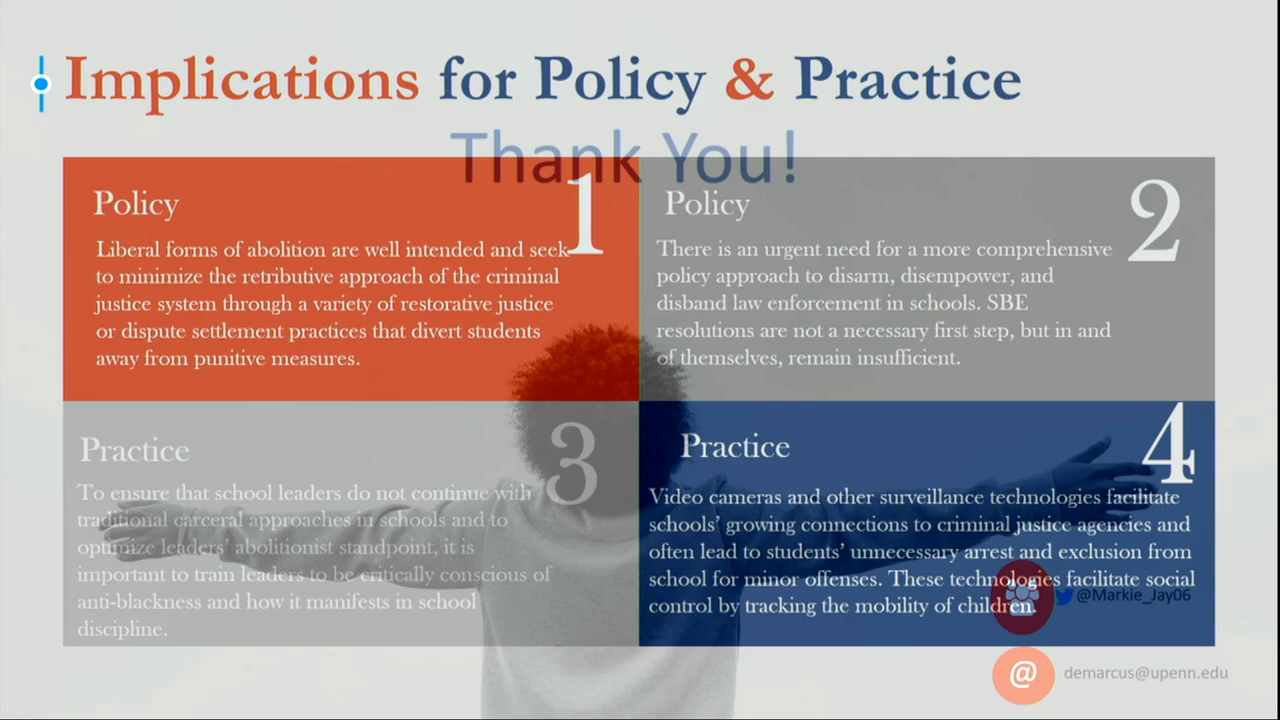 Implications for Policy & Practice
Thank You!
Policy
1
Liberal forms of abolition are well intended and seek
to minimize the retributive approach of the criminal
justice system through a variety of restorative justice
or dispute settlement practices that divert students
away from punitive measures.
Policy
2
There is an urgent need for a more comprehensive
policy approach to disarm, disempower, and
disband law enforcement in schools. SBE
resolutions are not a necessary first step, but in and
of themselves, remain insufficient.
Practice
3
To ensure that school leaders do not continue with
traditional carceral approaches in schools and to
optimize leaders' abolitionist standpoint, it is
important to train leaders to be critically conscious of
anti-blackness and how it manifests in school
discipline.
Practice
4
Video cameras and other surveillance technologies facilitate
schools' growing connections to criminal justice agencies and
often lead to students' unnecessary arrest and exclusion from
school for minor offenses. These technologies facilitate social
control by tracking the mobility of children.
@Markie_Jay06
@ demarcus@upenn.edu